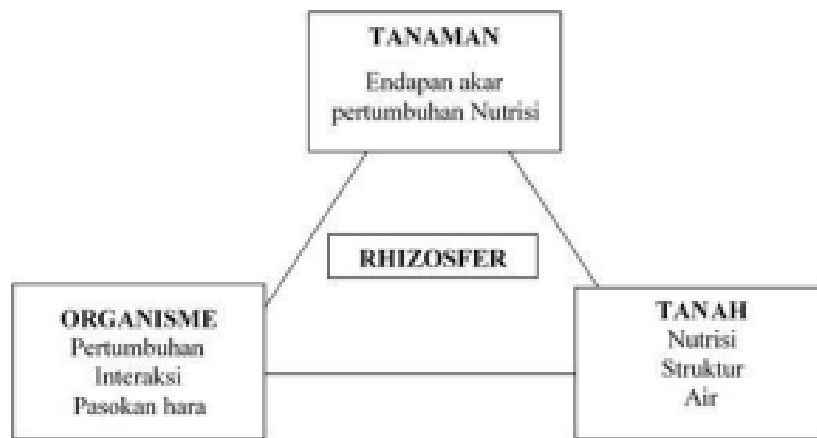 TANAMAN
Endapan akar
pertumbuhan Nutrisi
RHIZOSFER
ORGANISME
Pertumbuhan
Interaksi
Pasokan hara
TANAH
Nutrisi
Struktur
Air